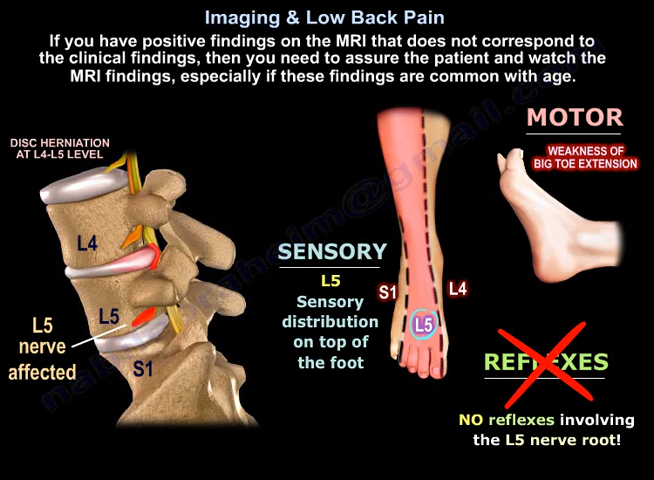 Imaging & Low Back Pain
If you have positive findings on the MRI that does not correspond to
the clinical findings, then you need to assure the patient and watch the
MRI findings, especially if these findings are common with age.
DISC HERNIATION
AT L4-L5 LEVEL
L4
L5
S1
L5
nerve
affected
SENSORY
L5
Sensory
distribution
on top of
the foot
S1
L4
L5
MOTOR
WEAKNESS OF
BIG TOE EXTENSION
REFLEXES
NO reflexes involving
the L5 nerve root!